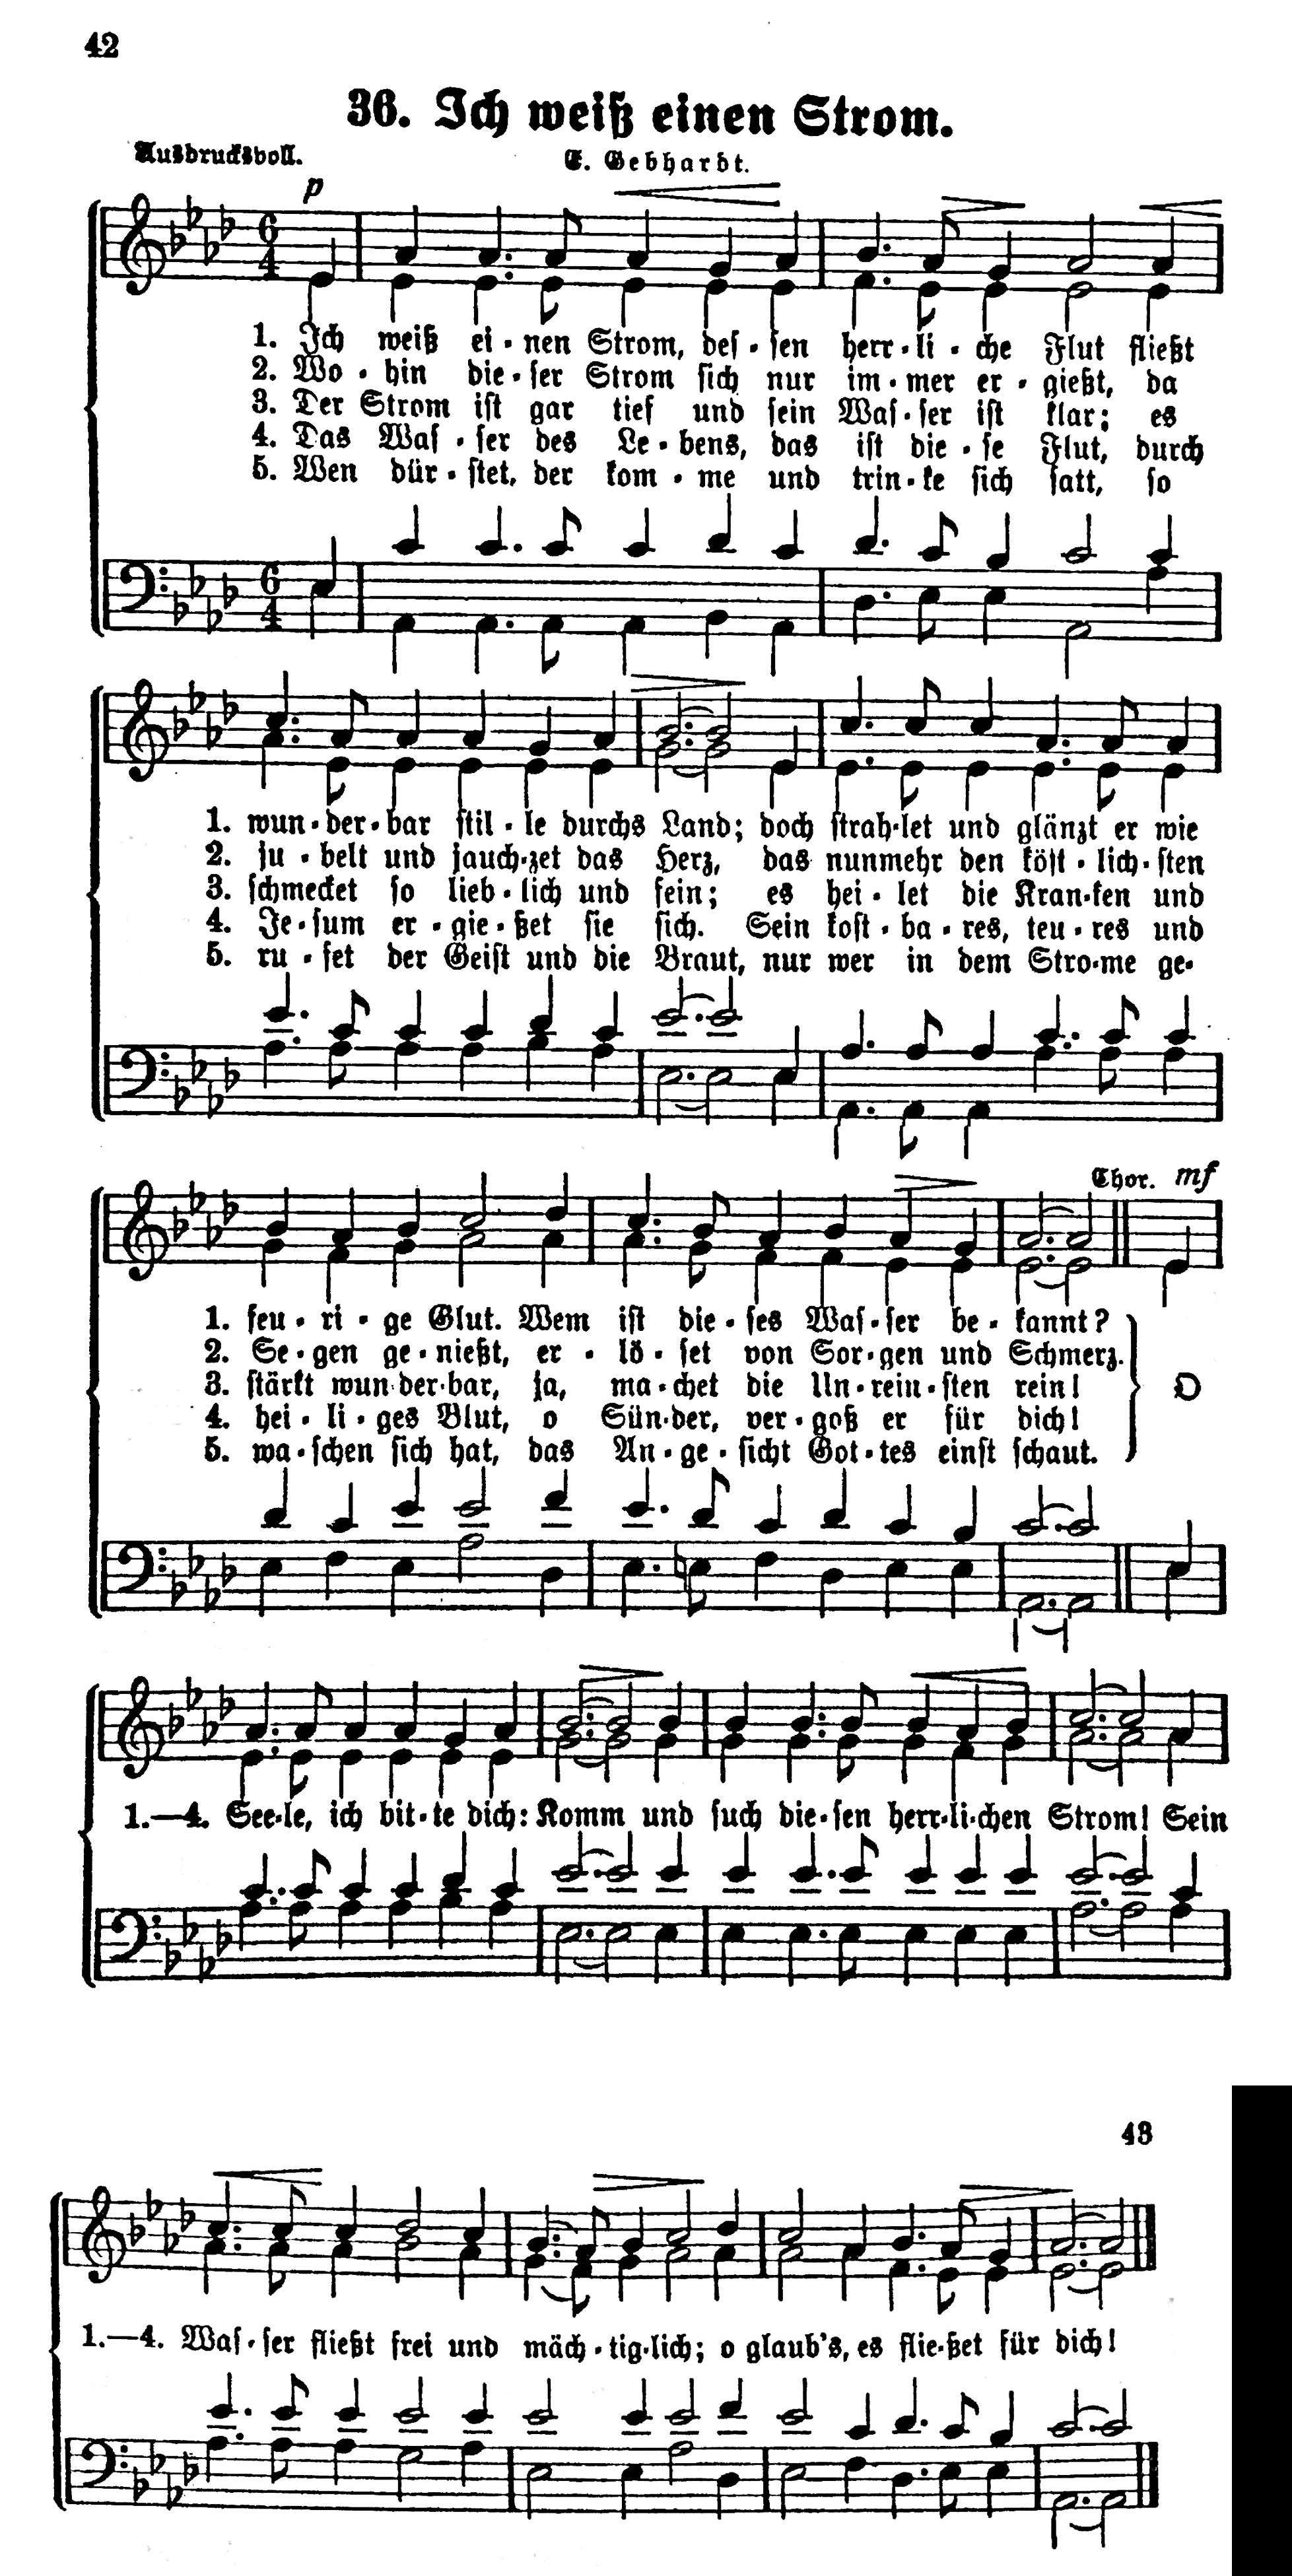 42
36. Ich weiß einen Strom.
Ausdrucksvoll.
E. Gebhardt.
p
1. Ich weiß ei-nen Strom, des-sen herr-li-che Flut fließt
2. Wo-hin die-ser Strom sich nur im-mer er-gießt, da
3. Der Strom ist gar tief und sein Was-ser ist klar; es
4. Das Was-ser des Le-bens, das ist die-se Flut, durch
5. Wen dür-stet, der kom-me und trin-ke sich satt, so
1. wun-der-bar stil-le durchs Land; doch strah-let und glänzt er wie
2. ju-belt und jauch-zet das Herz, das nunmehr den köst-lich-sten
3. schmecket so lieb-lich und fein; es hei-let die Kran-ken und
4. Je-sum er-gie-ßet sie sich. Sein kost-ba-res, teu-res und
5. ru-fet der Geist und die Braut, nur wer in dem Stro-me ge-
Chor. mf
1. feu-ri-ge Glut. Wem ist die-ses Was-ser be-kannt?
2. Se-gen ge-nießt, er-lö-set von Sor-gen und Schmerz.
3. stärkt wun-der-bar, ja, ma-chet die Un-rein-sten rein!
O
4. hei-li-ges Blut, o Sün-der, ver-goß er für dich!
5. wa-schen sich hat, das An-ge-sicht Got-tes einst schaut.
1.—4. See-le, ich bit-te dich: Komm und such die-sen herr-li-chen Strom! Sein
43
1.—4. Was-ser fließt frei und mäch-tig-lich; o glaub's, es flie-ßet für dich!